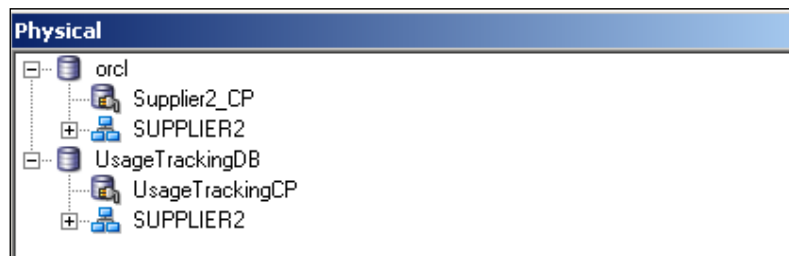 Physical
orcl
Supplier2_CP
SUPPLIER2
UsageTrackingDB
UsageTrackingCP
SUPPLIER2